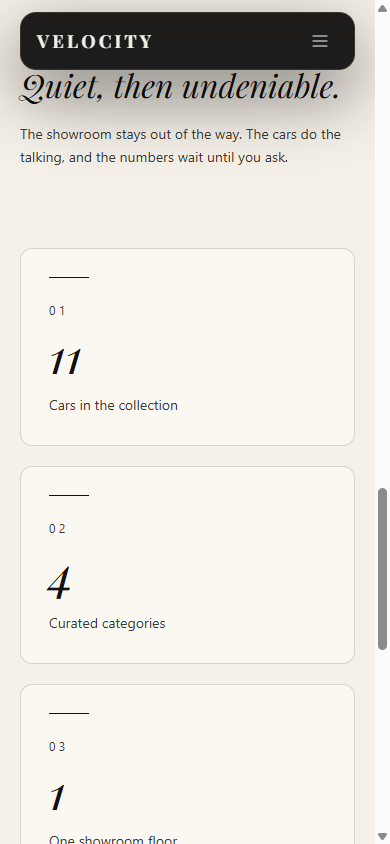 VELOCITY
Quiet, then undeniable.
The showroom stays out of the way. The cars do the
talking, and the numbers wait until you ask.
01
11
Cars in the collection
02
4
Curated categories
03
1
One showroom floor